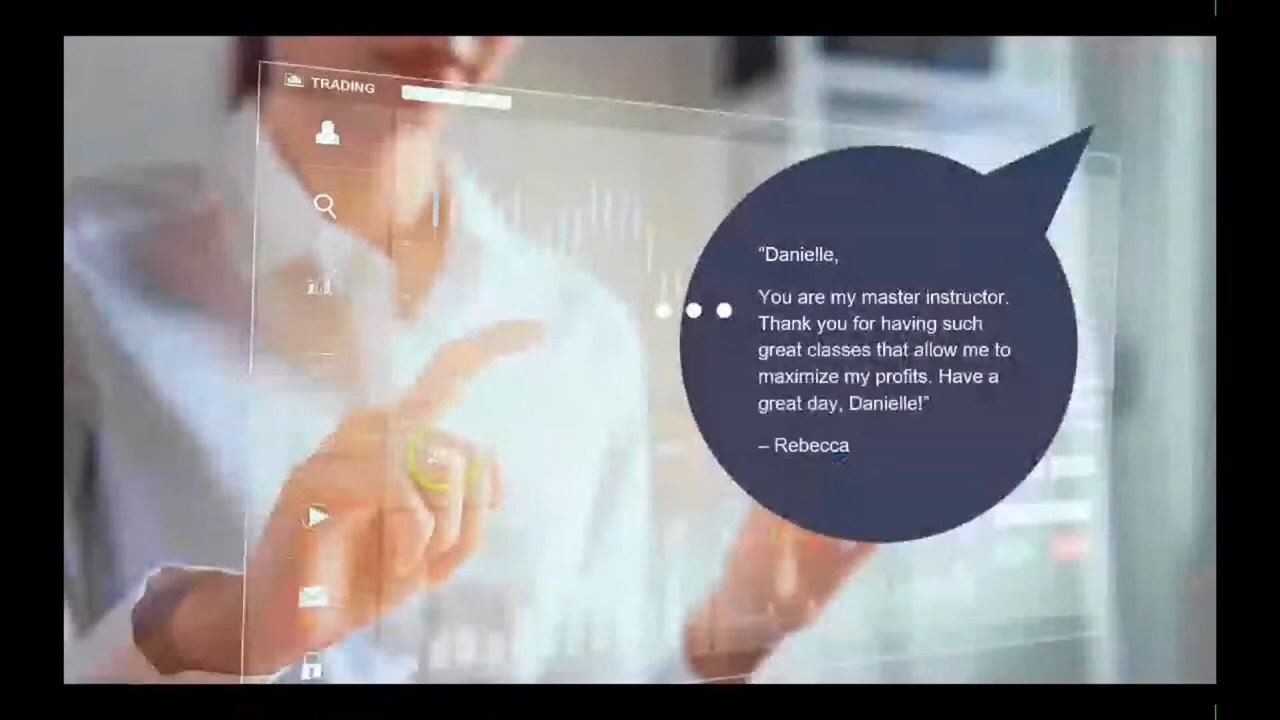 TRADING
"Danielle,
You are my master instructor.
Thank you for having such
great classes that allow me to
maximize my profits. Have a
great day, Danielle!"
– Rebecca